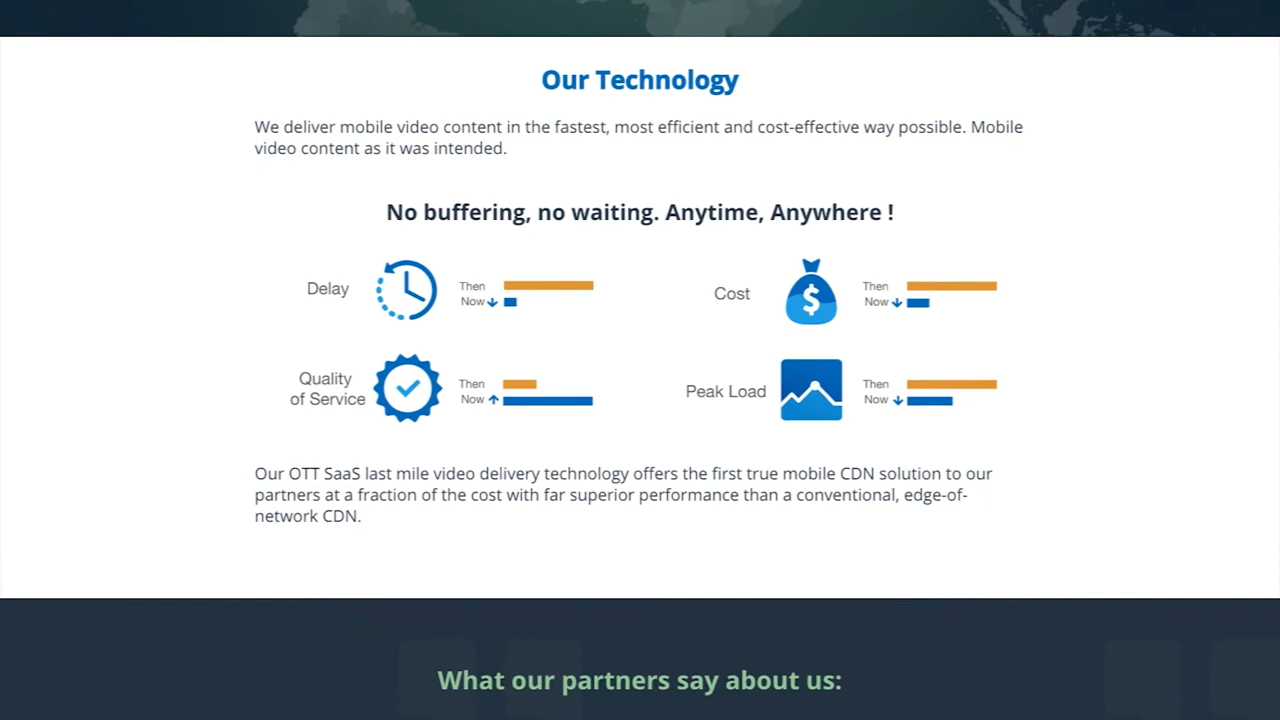 Our Technology
We deliver mobile video content in the fastest, most efficient and cost-effective way possible. Mobile
video content as it was intended.
No buffering, no waiting. Anytime, Anywhere !
Delay
Then
Now
Cost
$
Then
Now
Quality
of Service
Then
Now
Peak Load
Then
Now
Our OTT SaaS last mile video delivery technology offers the first true mobile CDN solution to our
partners at a fraction of the cost with far superior performance than a conventional, edge-of-
network CDN.
What our partners say about us: